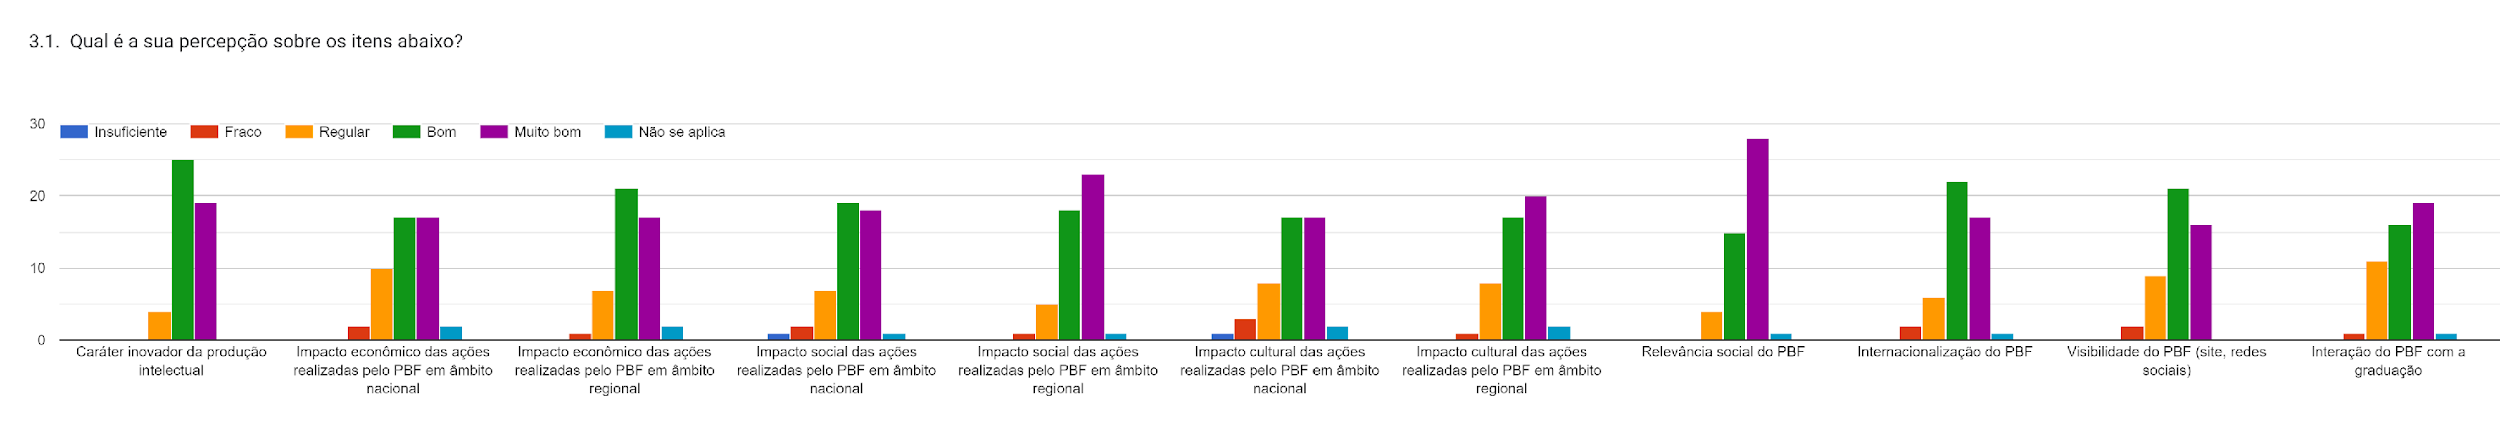 3.1. Qual é a sua percepção sobre os itens abaixo?
30
Insuficiente Fraco Regular Bom Muito bom Não se aplica
20
10
0
Caráter inovador da produção
intelectual
Impacto econômico das ações
realizadas pelo PBF em âmbito
nacional
Impacto econômico das ações
realizadas pelo PBF em âmbito
regional
Impacto social das ações
realizadas pelo PBF em âmbito
nacional
Impacto social das ações
realizadas pelo PBF em âmbito
regional
Impacto cultural das ações
realizadas pelo PBF em âmbito
nacional
Impacto cultural das ações
realizadas pelo PBF em âmbito
regional
Relevância social do PBF
Internacionalização do PBF
Visibilidade do PBF (site, redes
sociais)
Interação do PBF com a
graduação